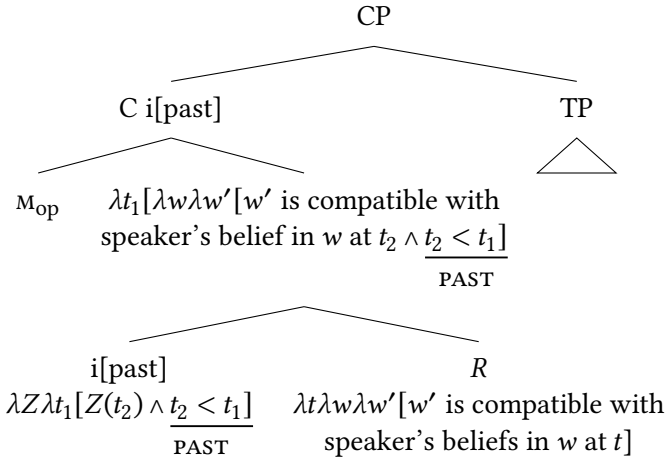 CP
C i[past] TP
M_op λt₁[λwλw′[w′ is compatible with
speaker's belief in w at t₂ ∧ t₂ < t₁]
PAST
i[past] R
λZλt₁[Z(t₂) ∧ t₂ < t₁] λtλwλw′[w′ is compatible with
PAST speaker's beliefs in w at t]